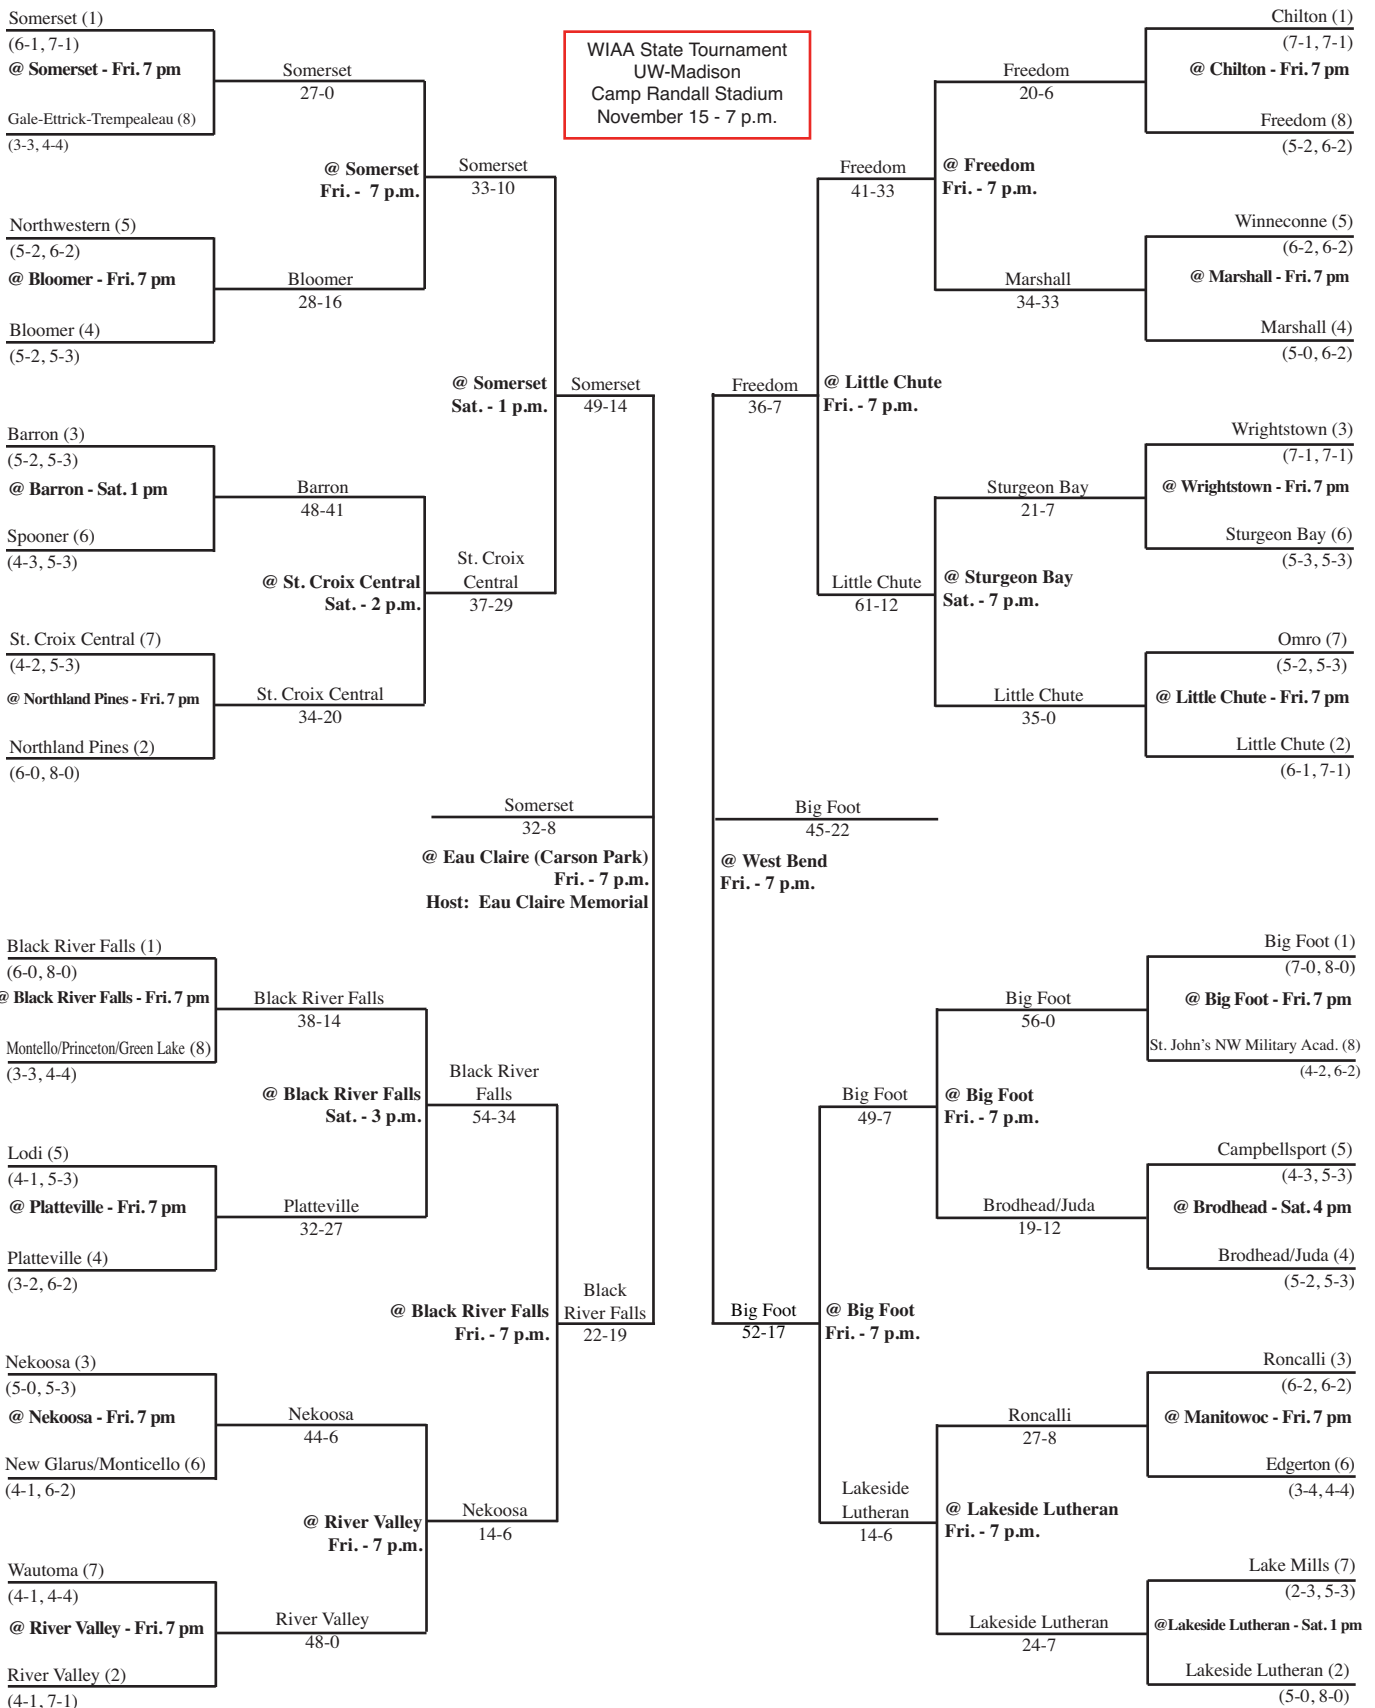 WIAA State Tournament
UW-Madison
Camp Randall Stadium
November 15 - 7 p.m.
Somerset (1)
(6-1, 7-1)
@ Somerset - Fri. 7 pm
Gale-Ettrick-Trempealeau (8)
(3-3, 4-4)
Somerset
27-0
Northwestern (5)
(5-2, 6-2)
@ Bloomer - Fri. 7 pm
Bloomer (4)
(5-2, 5-3)
Bloomer
28-16
@ Somerset
Fri. - 7 p.m.
Somerset
33-10
Barron (3)
(5-2, 5-3)
@ Barron - Sat. 1 pm
Spooner (6)
(4-3, 5-3)
Barron
48-41
St. Croix Central (7)
(4-2, 5-3)
@ Northland Pines - Fri. 7 pm
Northland Pines (2)
(6-0, 8-0)
St. Croix Central
34-20
@ St. Croix Central
Sat. - 2 p.m.
St. Croix
Central
37-29
@ Somerset
Sat. - 1 p.m.
Somerset
49-14
Somerset
32-8
@ Eau Claire (Carson Park)
Fri. - 7 p.m.
Host: Eau Claire Memorial
Black River Falls (1)
(6-0, 8-0)
@ Black River Falls - Fri. 7 pm
Montello/Princeton/Green Lake (8)
(3-3, 4-4)
Black River Falls
38-14
Lodi (5)
(4-1, 5-3)
@ Platteville - Fri. 7 pm
Platteville (4)
(3-2, 6-2)
Platteville
32-27
@ Black River Falls
Sat. - 3 p.m.
Black River
Falls
54-34
Nekoosa (3)
(5-0, 5-3)
@ Nekoosa - Fri. 7 pm
New Glarus/Monticello (6)
(4-1, 6-2)
Nekoosa
44-6
Wautoma (7)
(4-1, 4-4)
@ River Valley - Fri. 7 pm
River Valley (2)
(4-1, 7-1)
River Valley
48-0
@ River Valley
Fri. - 7 p.m.
Nekoosa
14-6
@ Black River Falls
Fri. - 7 p.m.
Black
River Falls
22-19
Chilton (1)
(7-1, 7-1)
@ Chilton - Fri. 7 pm
Freedom (8)
(5-2, 6-2)
Freedom
20-6
Winneconne (5)
(6-2, 6-2)
@ Marshall - Fri. 7 pm
Marshall (4)
(5-0, 6-2)
Marshall
34-33
@ Freedom
Fri. - 7 p.m.
Freedom
41-33
Wrightstown (3)
(7-1, 7-1)
@ Wrightstown - Fri. 7 pm
Sturgeon Bay (6)
(5-3, 5-3)
Sturgeon Bay
21-7
Omro (7)
(5-2, 5-3)
@ Little Chute - Fri. 7 pm
Little Chute (2)
(6-1, 7-1)
Little Chute
35-0
@ Sturgeon Bay
Sat. - 7 p.m.
Little Chute
61-12
@ Little Chute
Fri. - 7 p.m.
Freedom
36-7
Big Foot
45-22
@ West Bend
Fri. - 7 p.m.
Big Foot (1)
(7-0, 8-0)
@ Big Foot - Fri. 7 pm
St. John's NW Military Acad. (8)
(4-2, 6-2)
Big Foot
56-0
Campbellsport (5)
(4-3, 5-3)
@ Brodhead - Sat. 4 pm
Brodhead/Juda (4)
(5-2, 5-3)
Brodhead/Juda
19-12
@ Big Foot
Fri. - 7 p.m.
Big Foot
49-7
Roncalli (3)
(6-2, 6-2)
@ Manitowoc - Fri. 7 pm
Edgerton (6)
(3-4, 4-4)
Roncalli
27-8
Lake Mills (7)
(2-3, 5-3)
@Lakeside Lutheran - Sat. 1 pm
Lakeside Lutheran (2)
(5-0, 8-0)
Lakeside Lutheran
24-7
@ Lakeside Lutheran
Fri. - 7 p.m.
Lakeside
Lutheran
14-6
@ Big Foot
Fri. - 7 p.m.
Big Foot
52-17